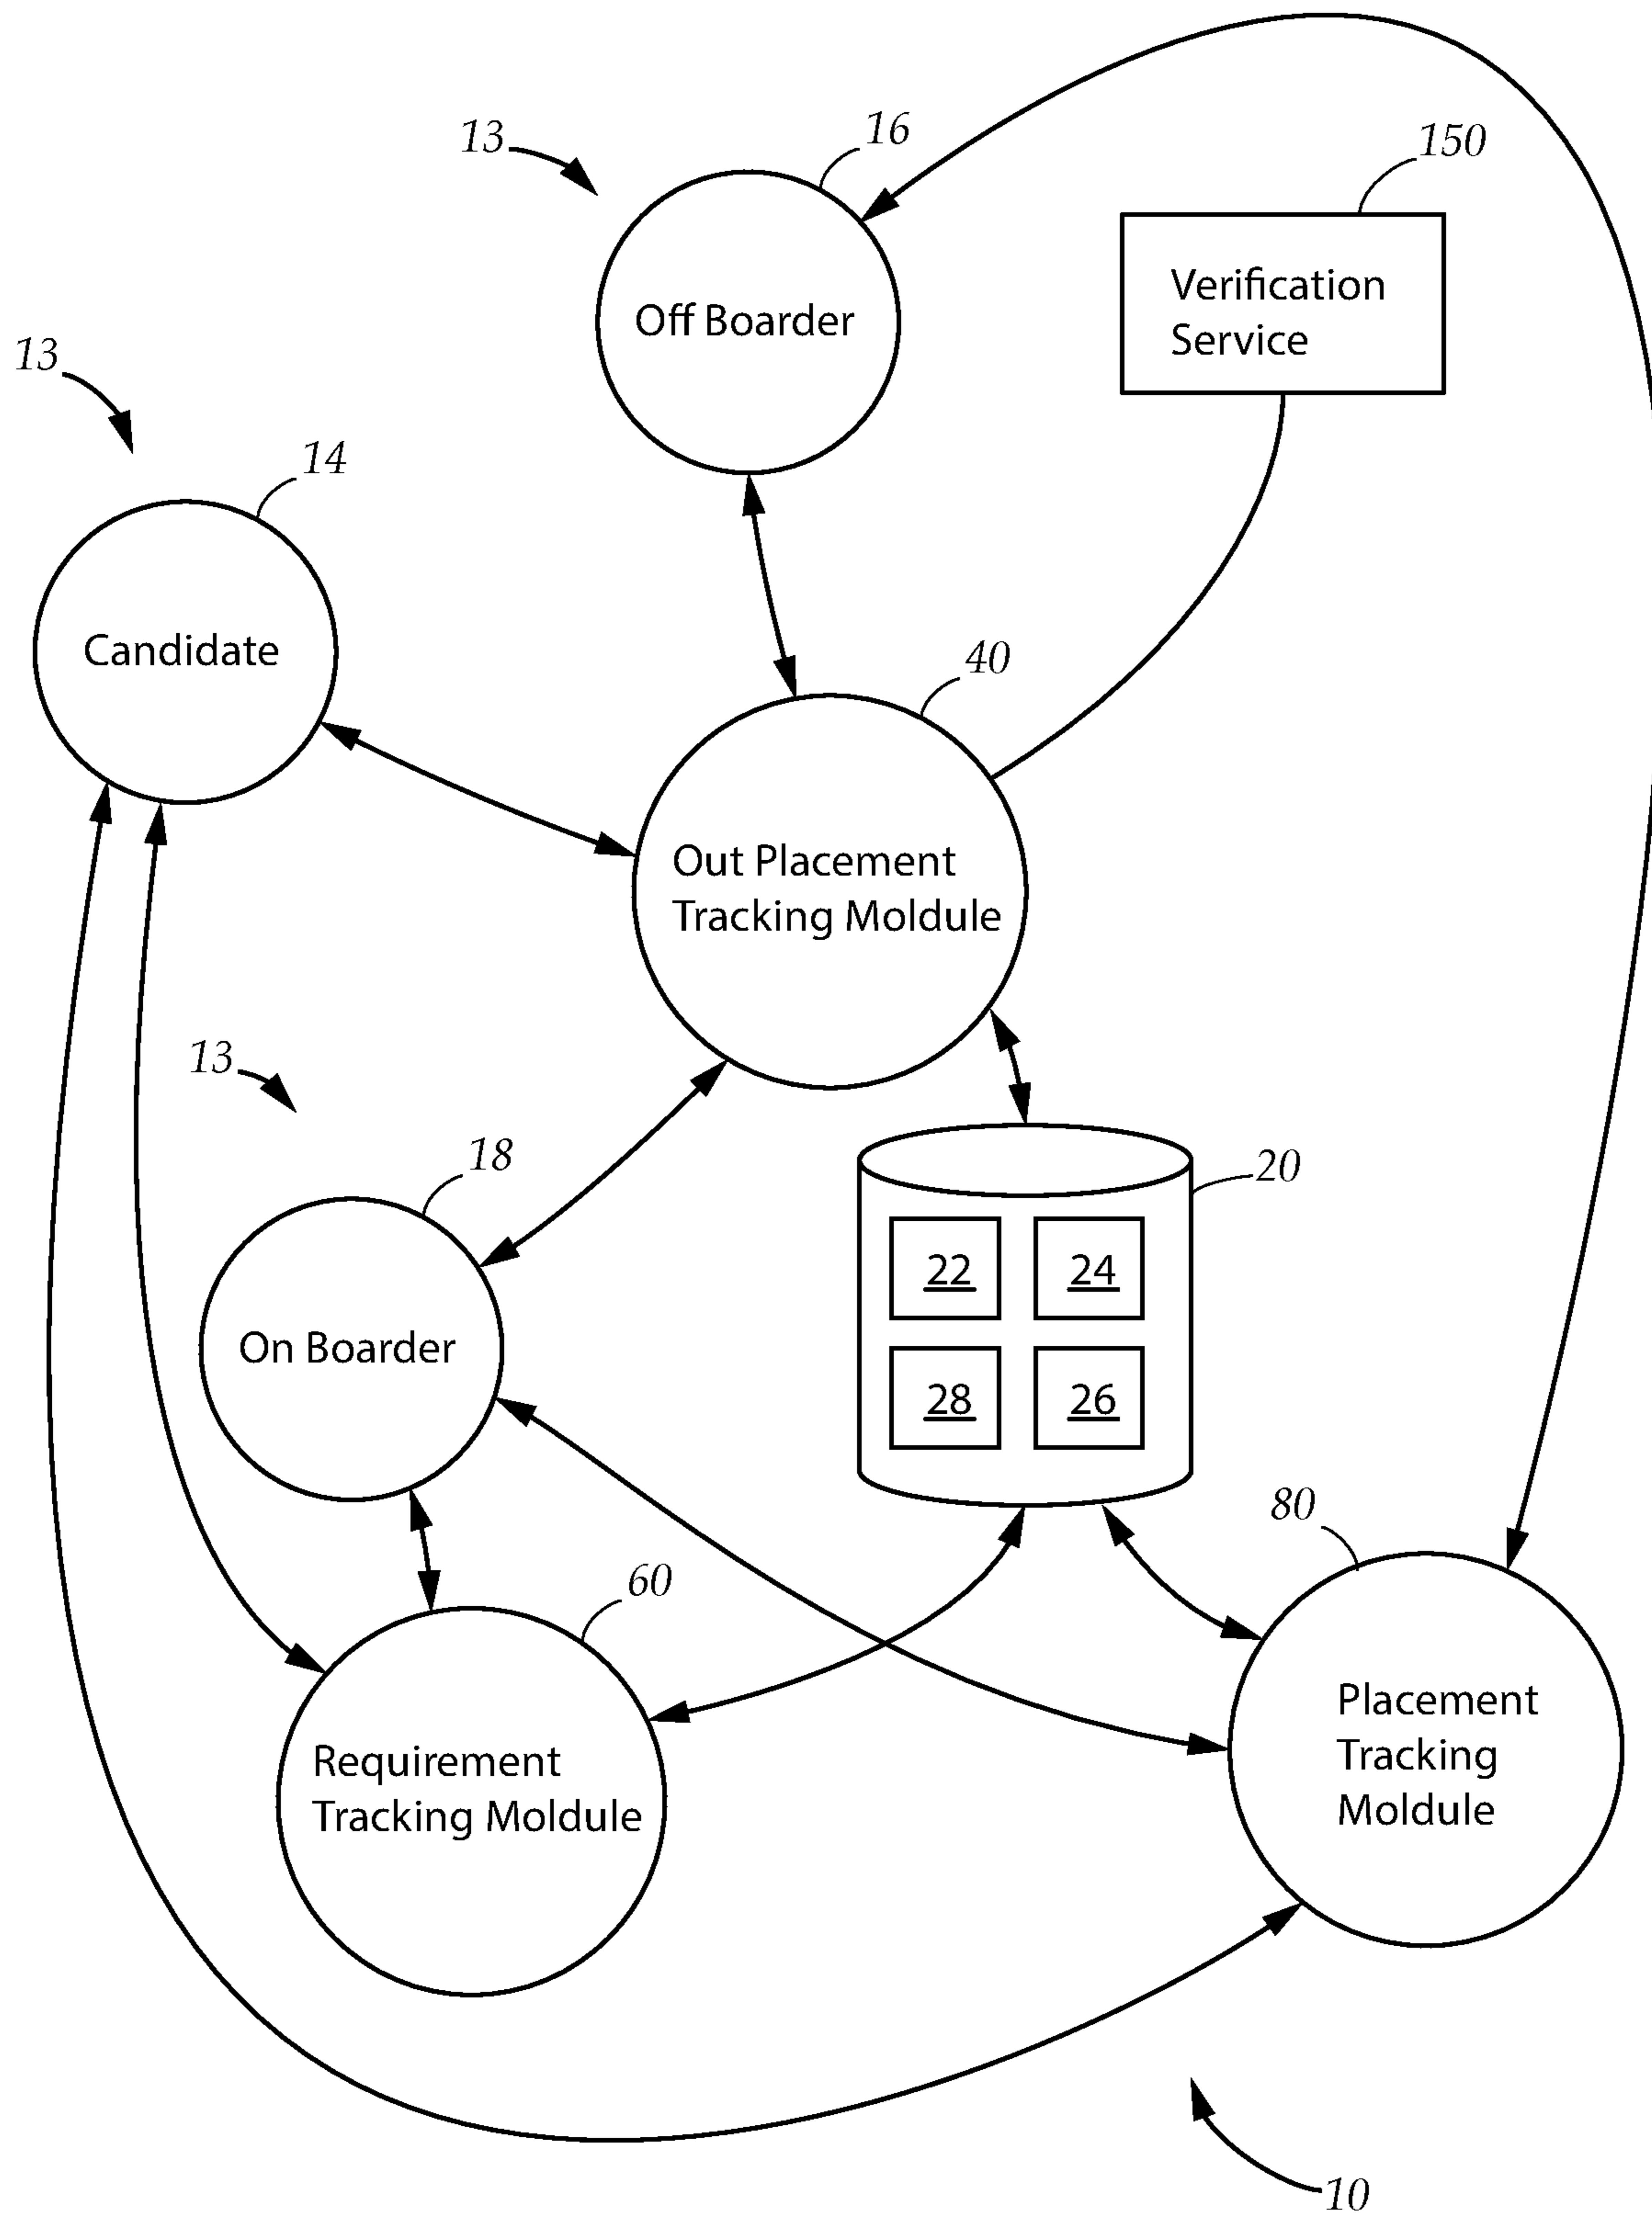 16
13
150
Off Boarder
Verification
Service
13
14
Candidate
40
Out Placement
Tracking Moldule
13
18
20
22
24
On Boarder
28
26
80
60
Placement
Tracking
Moldule
Requirement
Tracking Moldule
10